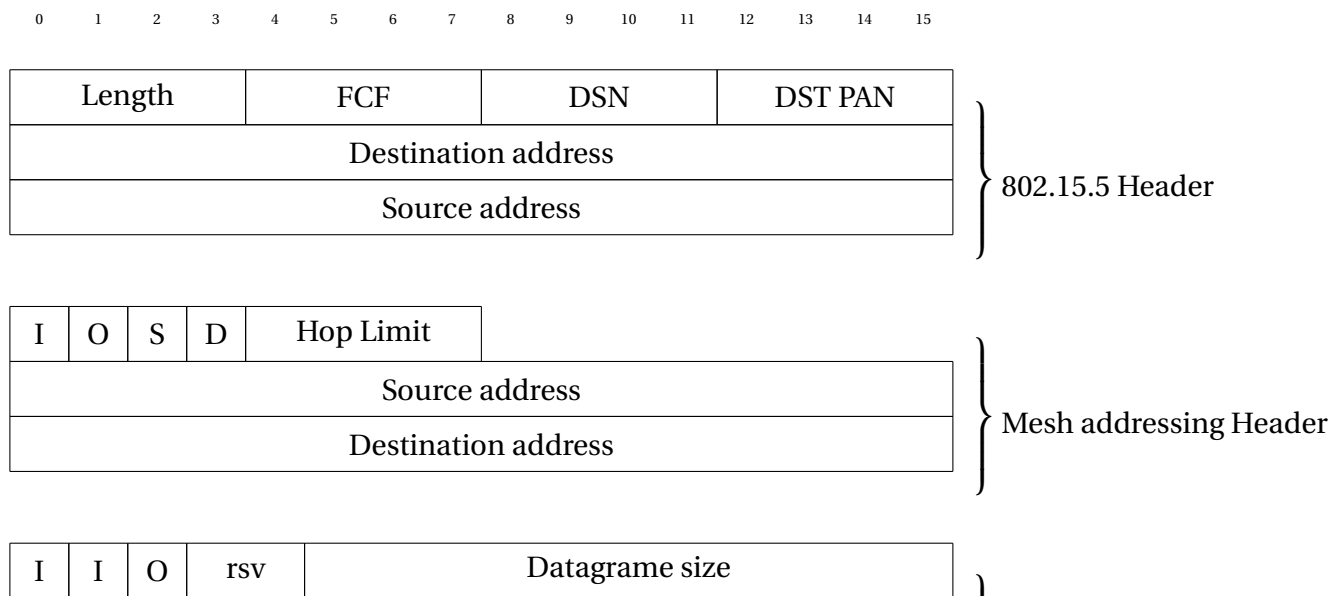 0 1 2 3 4 5 6 7 8 9 10 11 12 13 14 15
Length FCF DSN DST PAN
Destination address
Source address
802.15.5 Header
I O S D Hop Limit
Source address
Destination address
Mesh addressing Header
I I O rsv Datagrame size